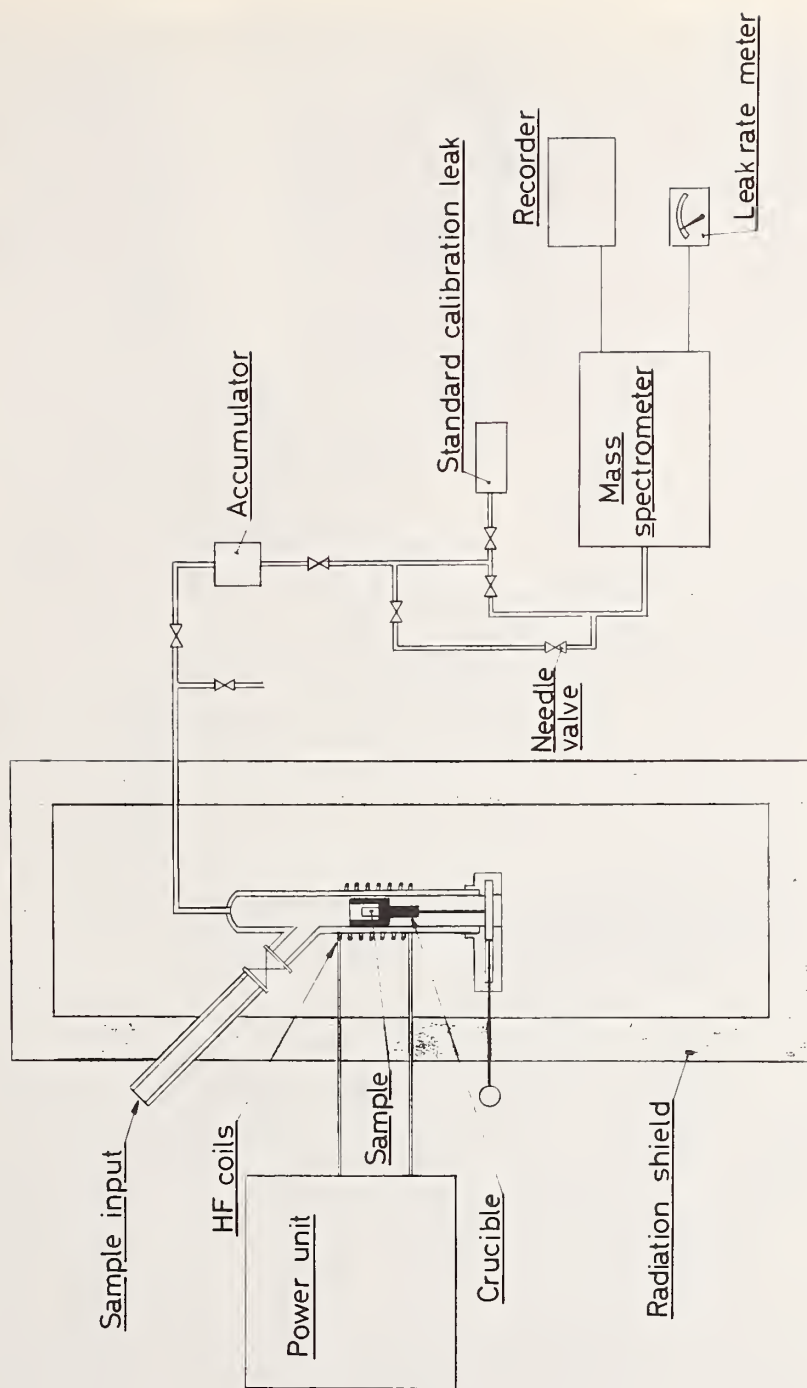 Sample input
HF coils
Power unit
Sample
Crucible
Radiation shield
Accumulator
Standard calibration leak
Needle
valve
Mass
spectrometer
Recorder
Leak rate meter